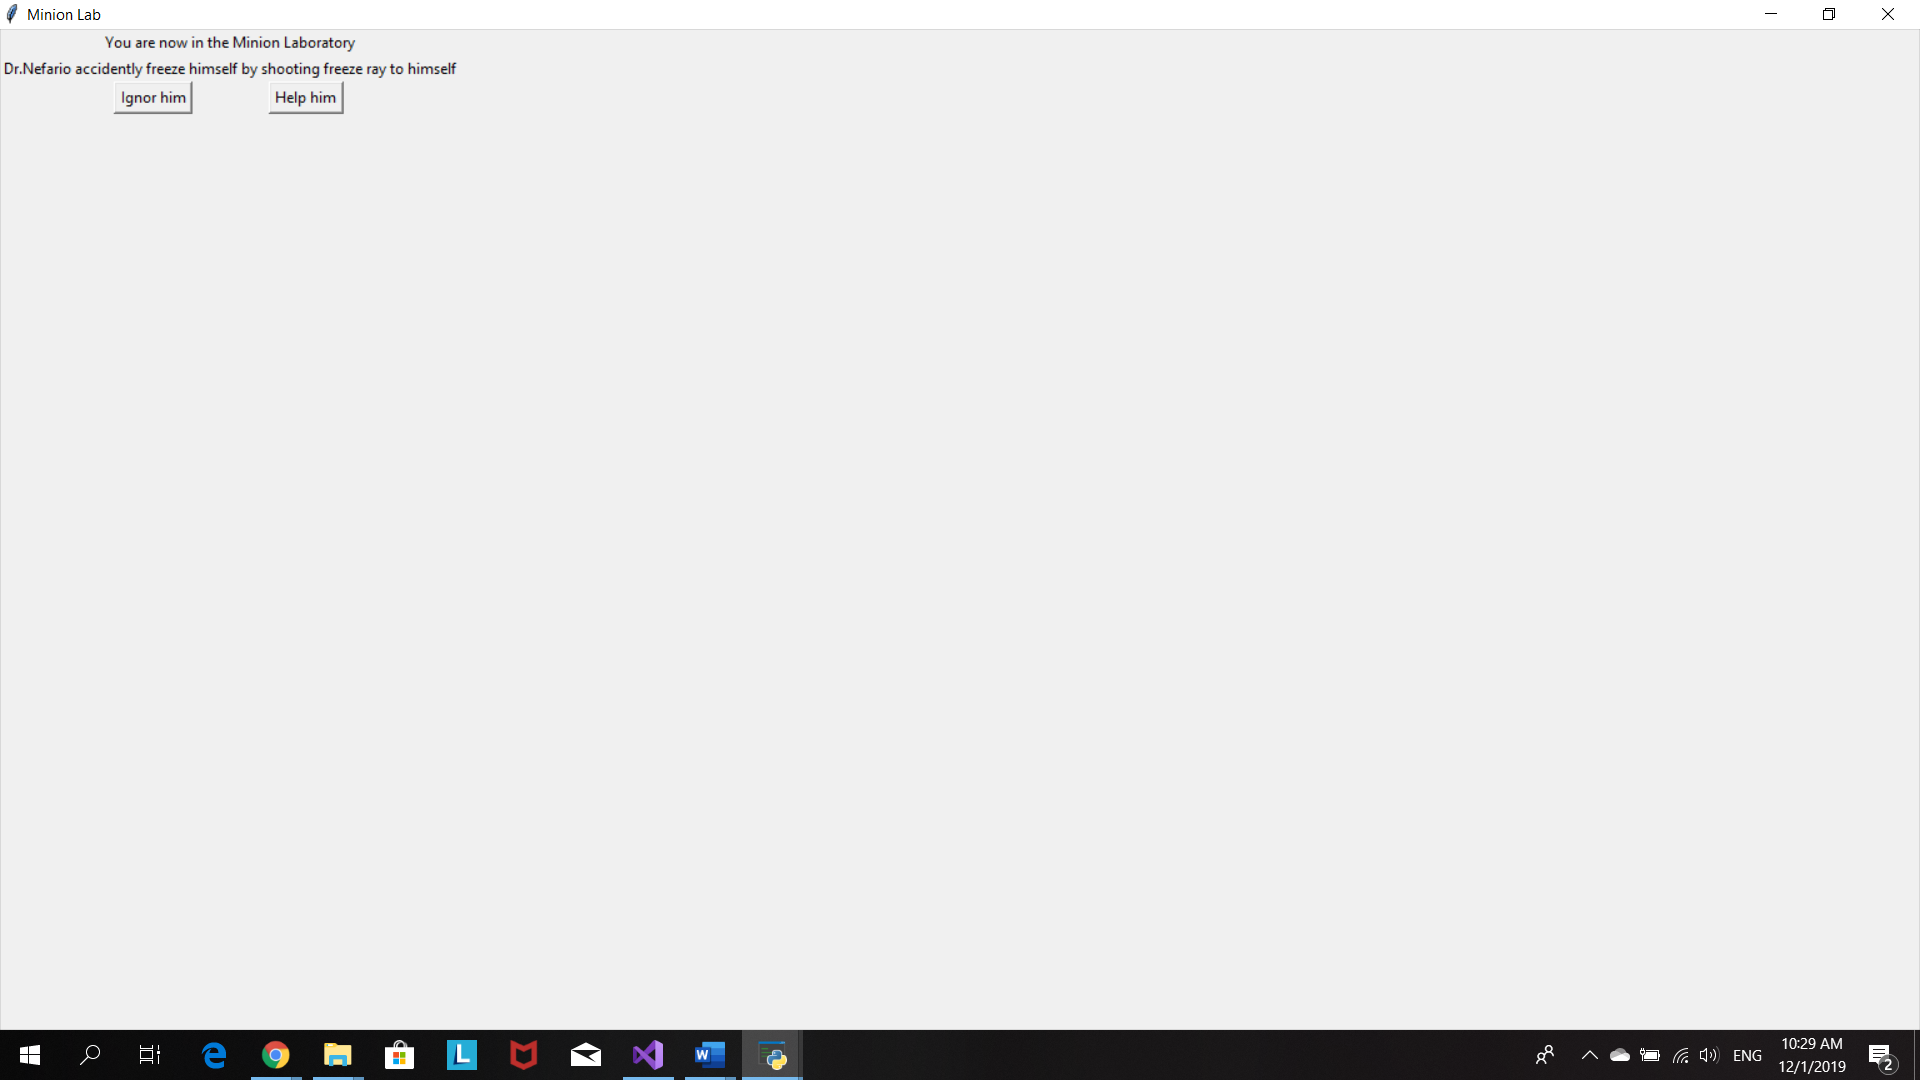 Minion Lab
You are now in the Minion Laboratory
Dr.Nefario accidently freeze himself by shooting freeze ray to himself
Ignor him Help him
L
W
ENG
10:29 AM
12/1/2019
2